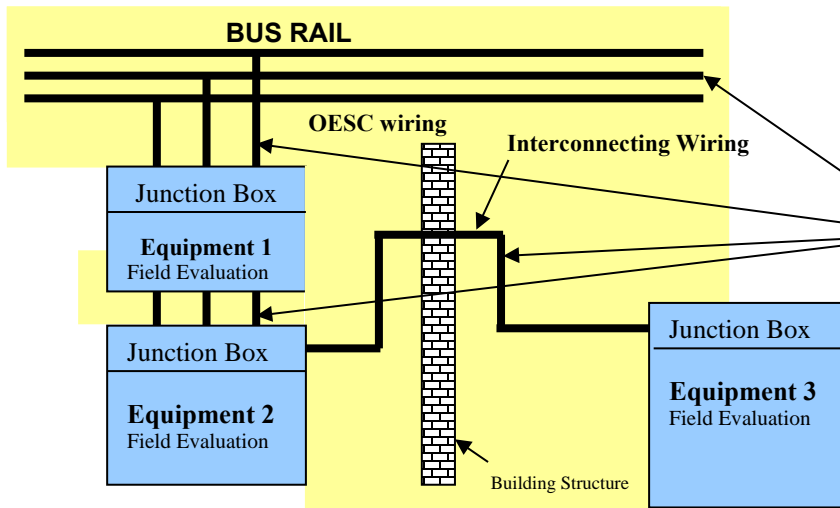 BUS RAIL
OESC wiring
Interconnecting Wiring
Junction Box
Equipment 1
Field Evaluation
Junction Box
Equipment 2
Field Evaluation
Junction Box
Equipment 3
Field Evaluation
Building Structure